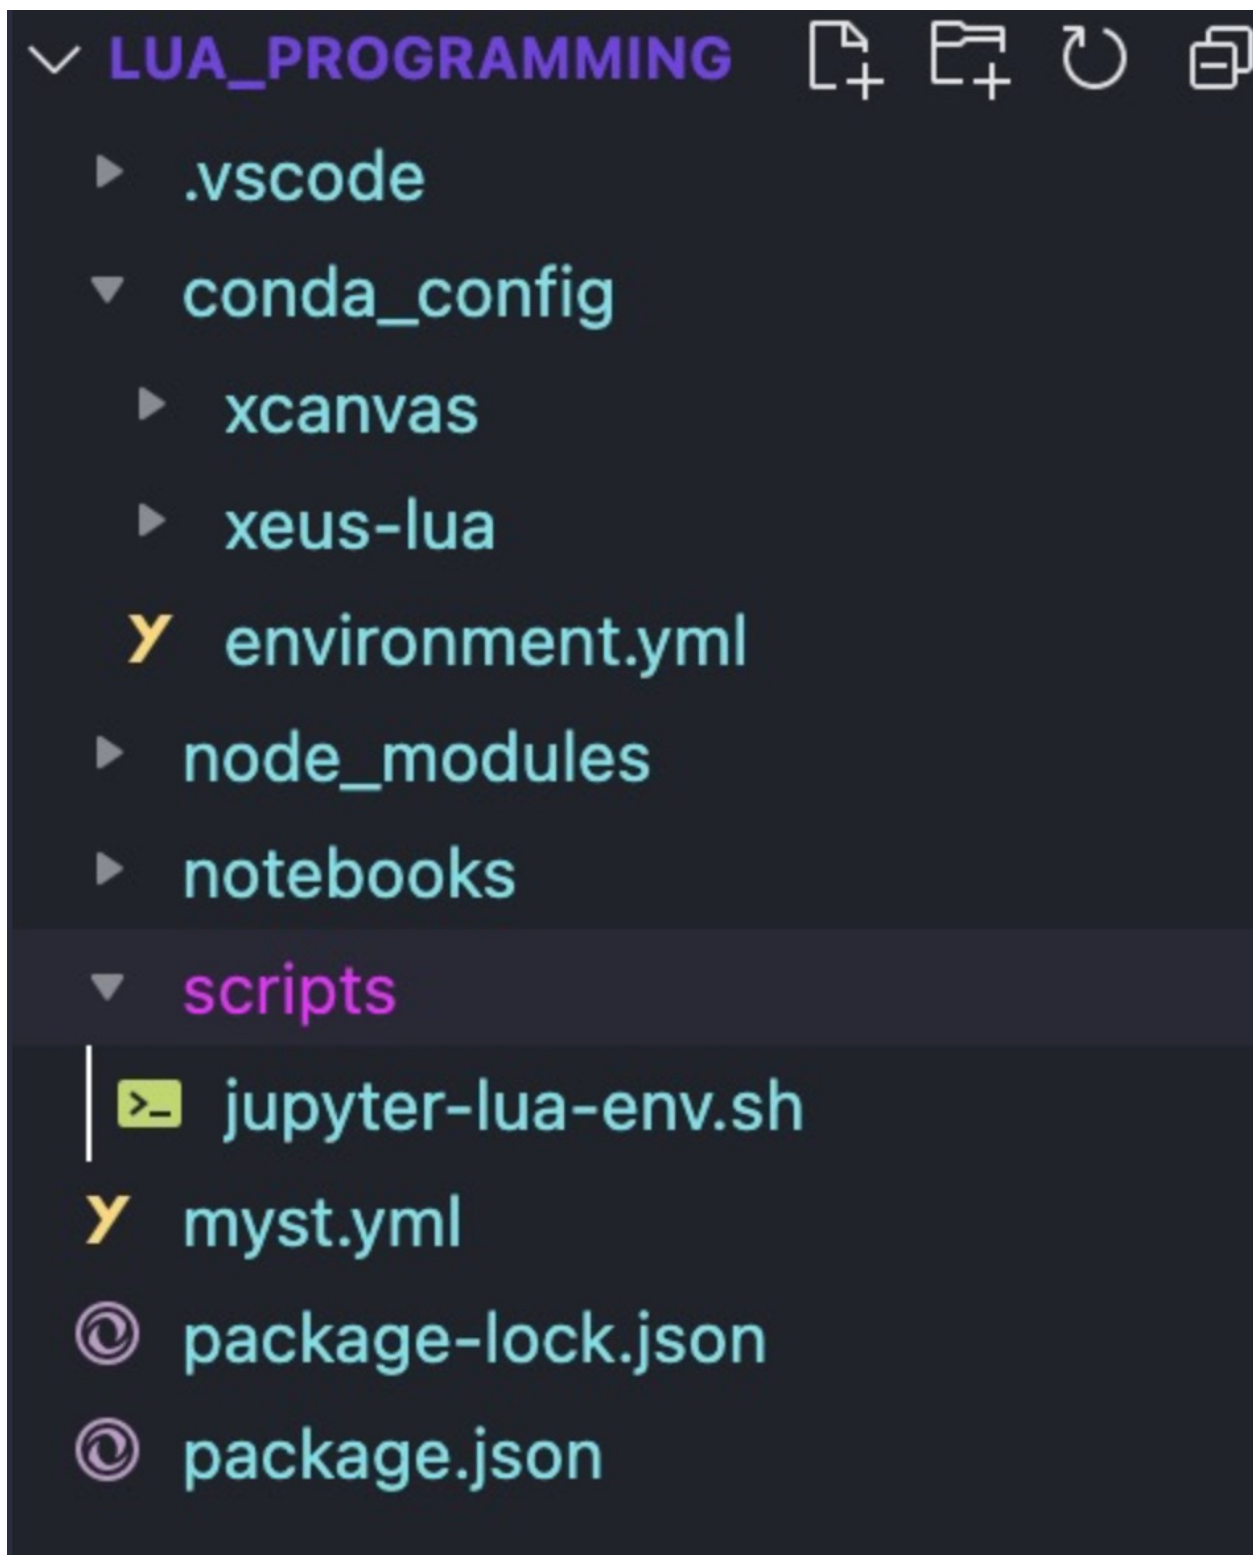 LUA_PROGRAMMING
.vscode
conda_config
xcanvas
xeus-lua
environment.yml
node_modules
notebooks
scripts
jupyter-lua-env.sh
myst.yml
package-lock.json
package.json